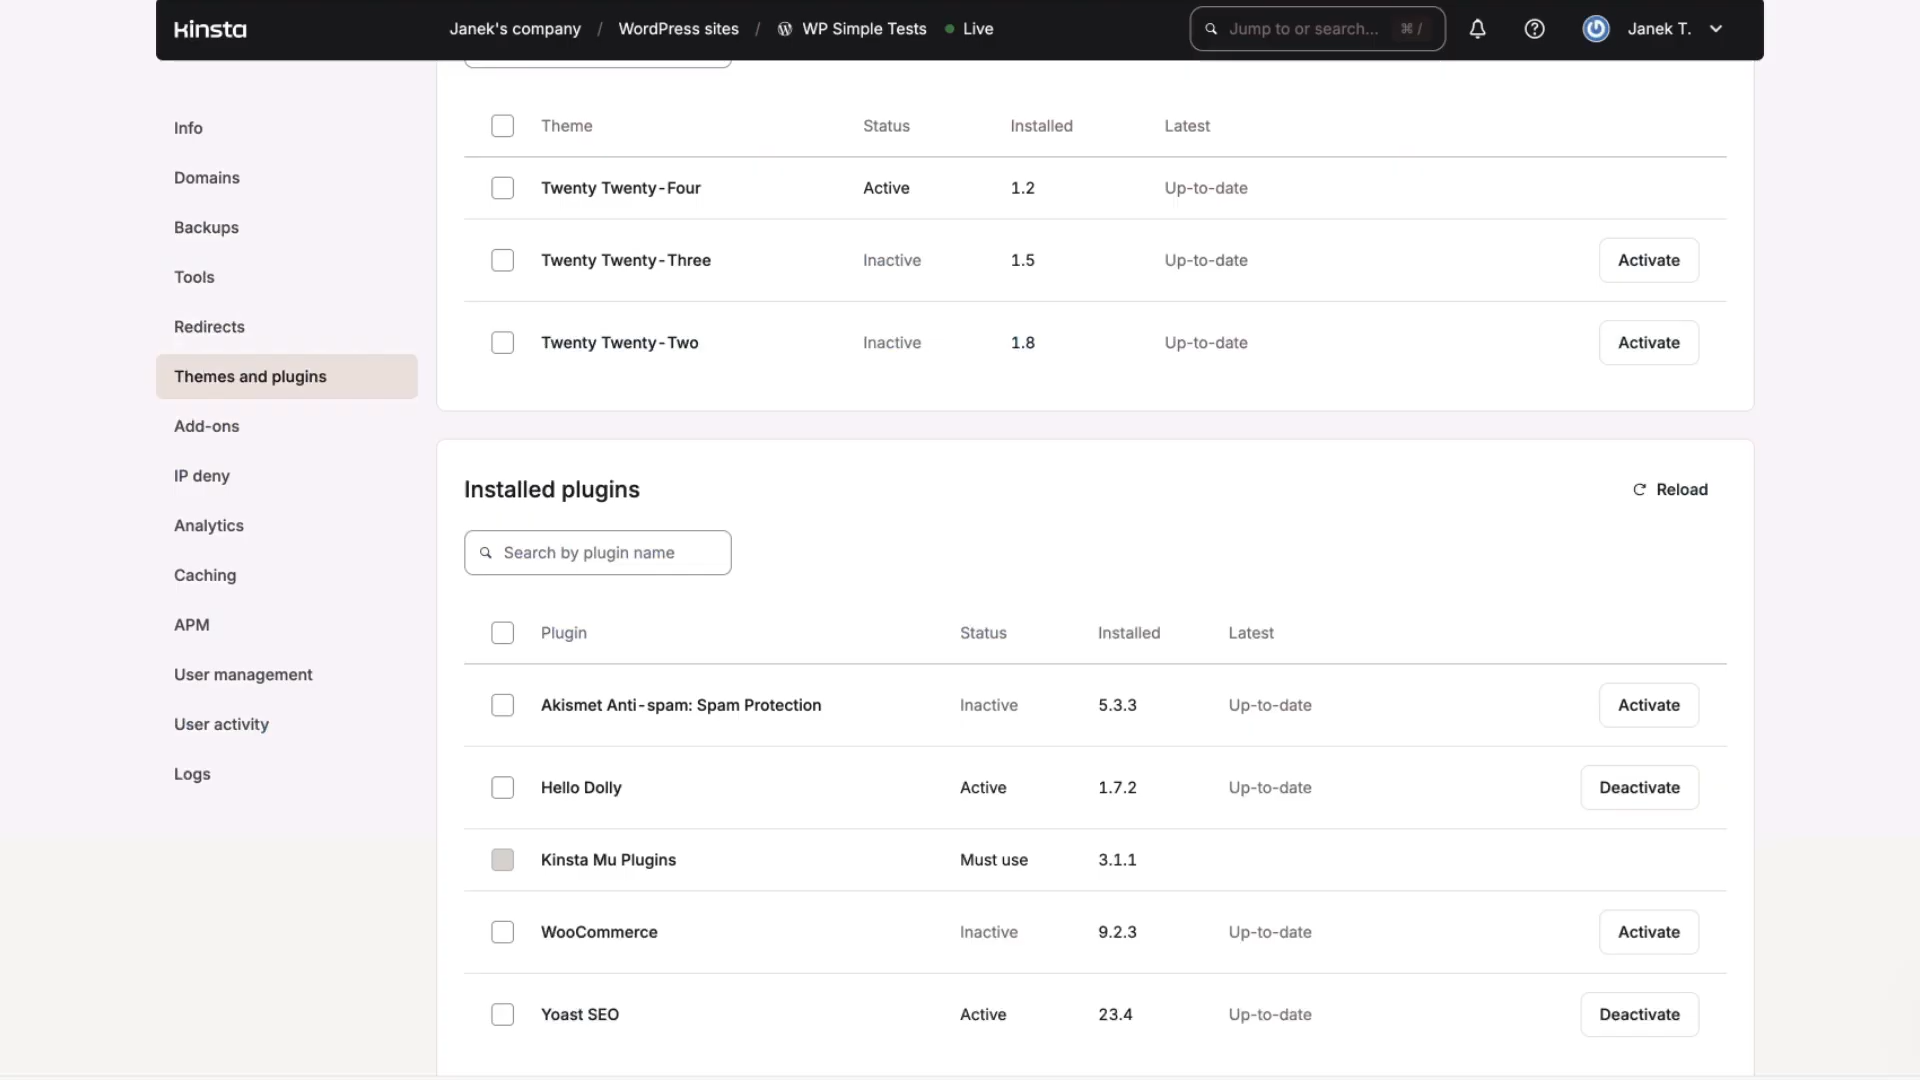 Kinsta
Janek's company / WordPress sites / WP Simple Tests Live
Jump to or search... ⌘ /
Janek T.
Info
Domains
Backups
Tools
Redirects
Themes and plugins
Add-ons
IP deny
Analytics
Caching
APM
User management
User activity
Logs
Theme Status Installed Latest
Twenty Twenty-Four Active 1.2 Up-to-date
Twenty Twenty-Three Inactive 1.5 Up-to-date Activate
Twenty Twenty-Two Inactive 1.8 Up-to-date Activate
Installed plugins
Reload
Search by plugin name
Plugin Status Installed Latest
Akismet Anti-spam: Spam Protection Inactive 5.3.3 Up-to-date Activate
Hello Dolly Active 1.7.2 Up-to-date Deactivate
Kinsta Mu Plugins Must use 3.1.1
WooCommerce Inactive 9.2.3 Up-to-date Activate
Yoast SEO Active 23.4 Up-to-date Deactivate